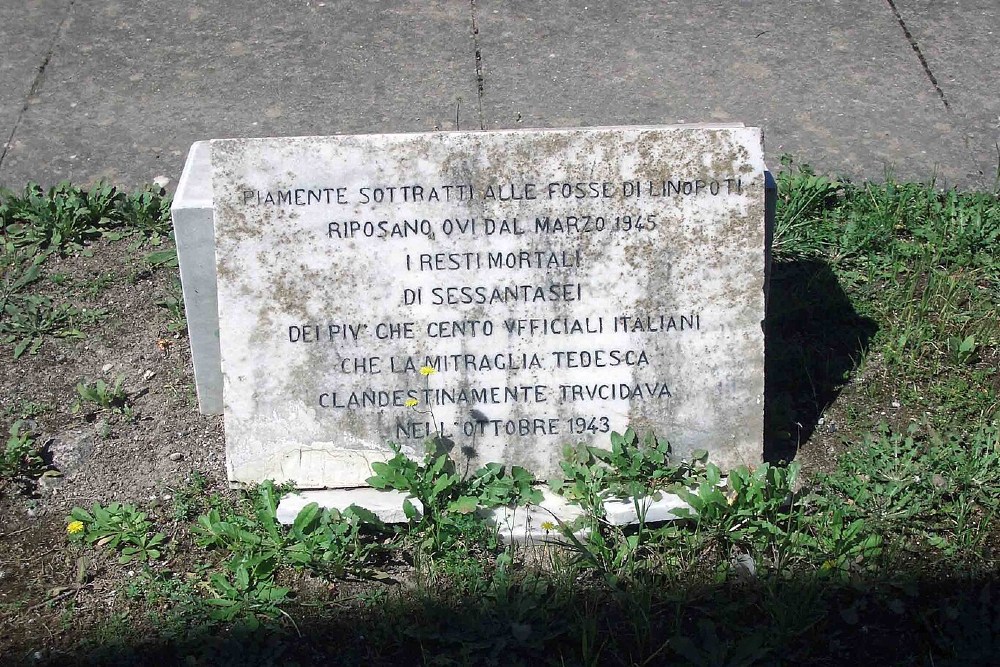 PIAMENTE SOTTRATTI ALLE FOSSE DI LINOPOTI
RIPOSANO OVI DAL MARZO 1945
I RESTI MORTALI
DI SESSANTASEI
DEI PIV' CHE CENTO VFFICIALI ITALIANI
CHE LA MITRAGLIA TEDESCA
CLANDESTINAMENTE TRVCIDAVA
NELL'OTTOBRE 1943